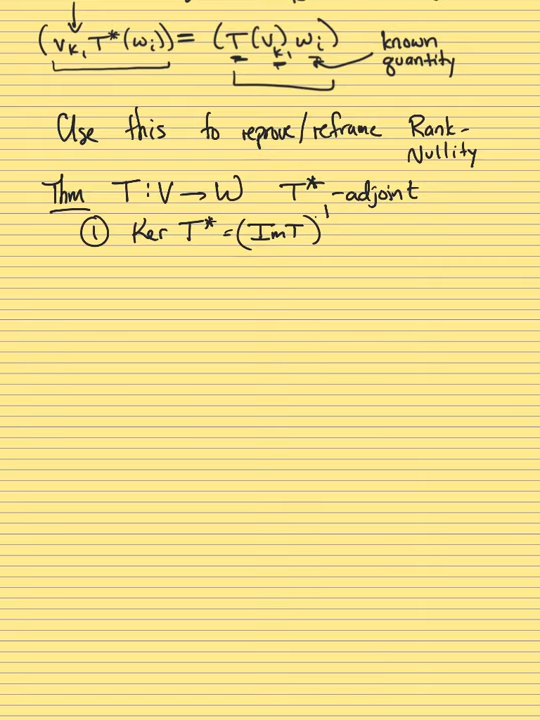 (v_k, T*(w_i)) = (T(v_k), w_i) known quantity
Use this to reprove/reframe Rank-
Nullity
Thm T: V → W T* -adjoint
① Ker T* = (Im T)